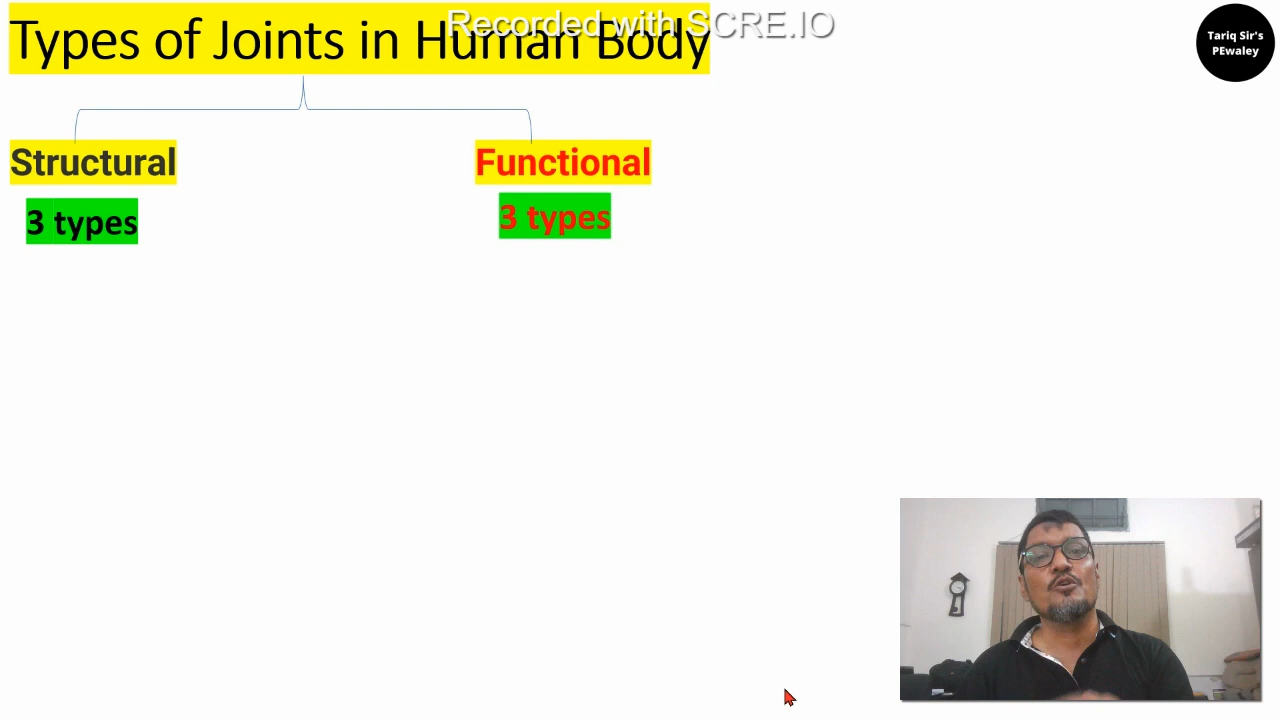 Types of Joints in Human Body
Recorded with SCRE.IO
Tariq Sir's
PEwaley
Structural
Functional
3 types
3 types